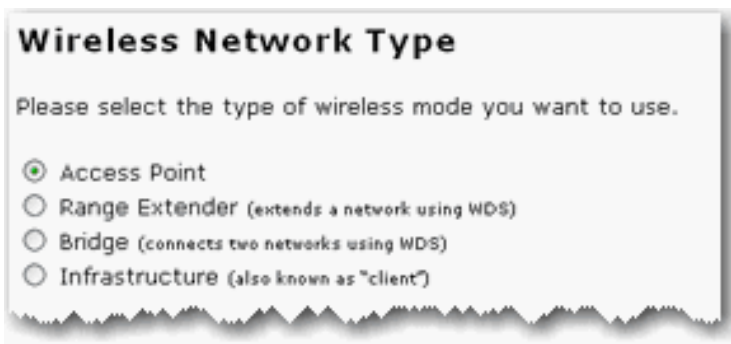 Wireless Network Type
Please select the type of wireless mode you want to use.
Access Point
Range Extender (extends a network using WDS)
Bridge (connects two networks using WDS)
Infrastructure (also known as "client")